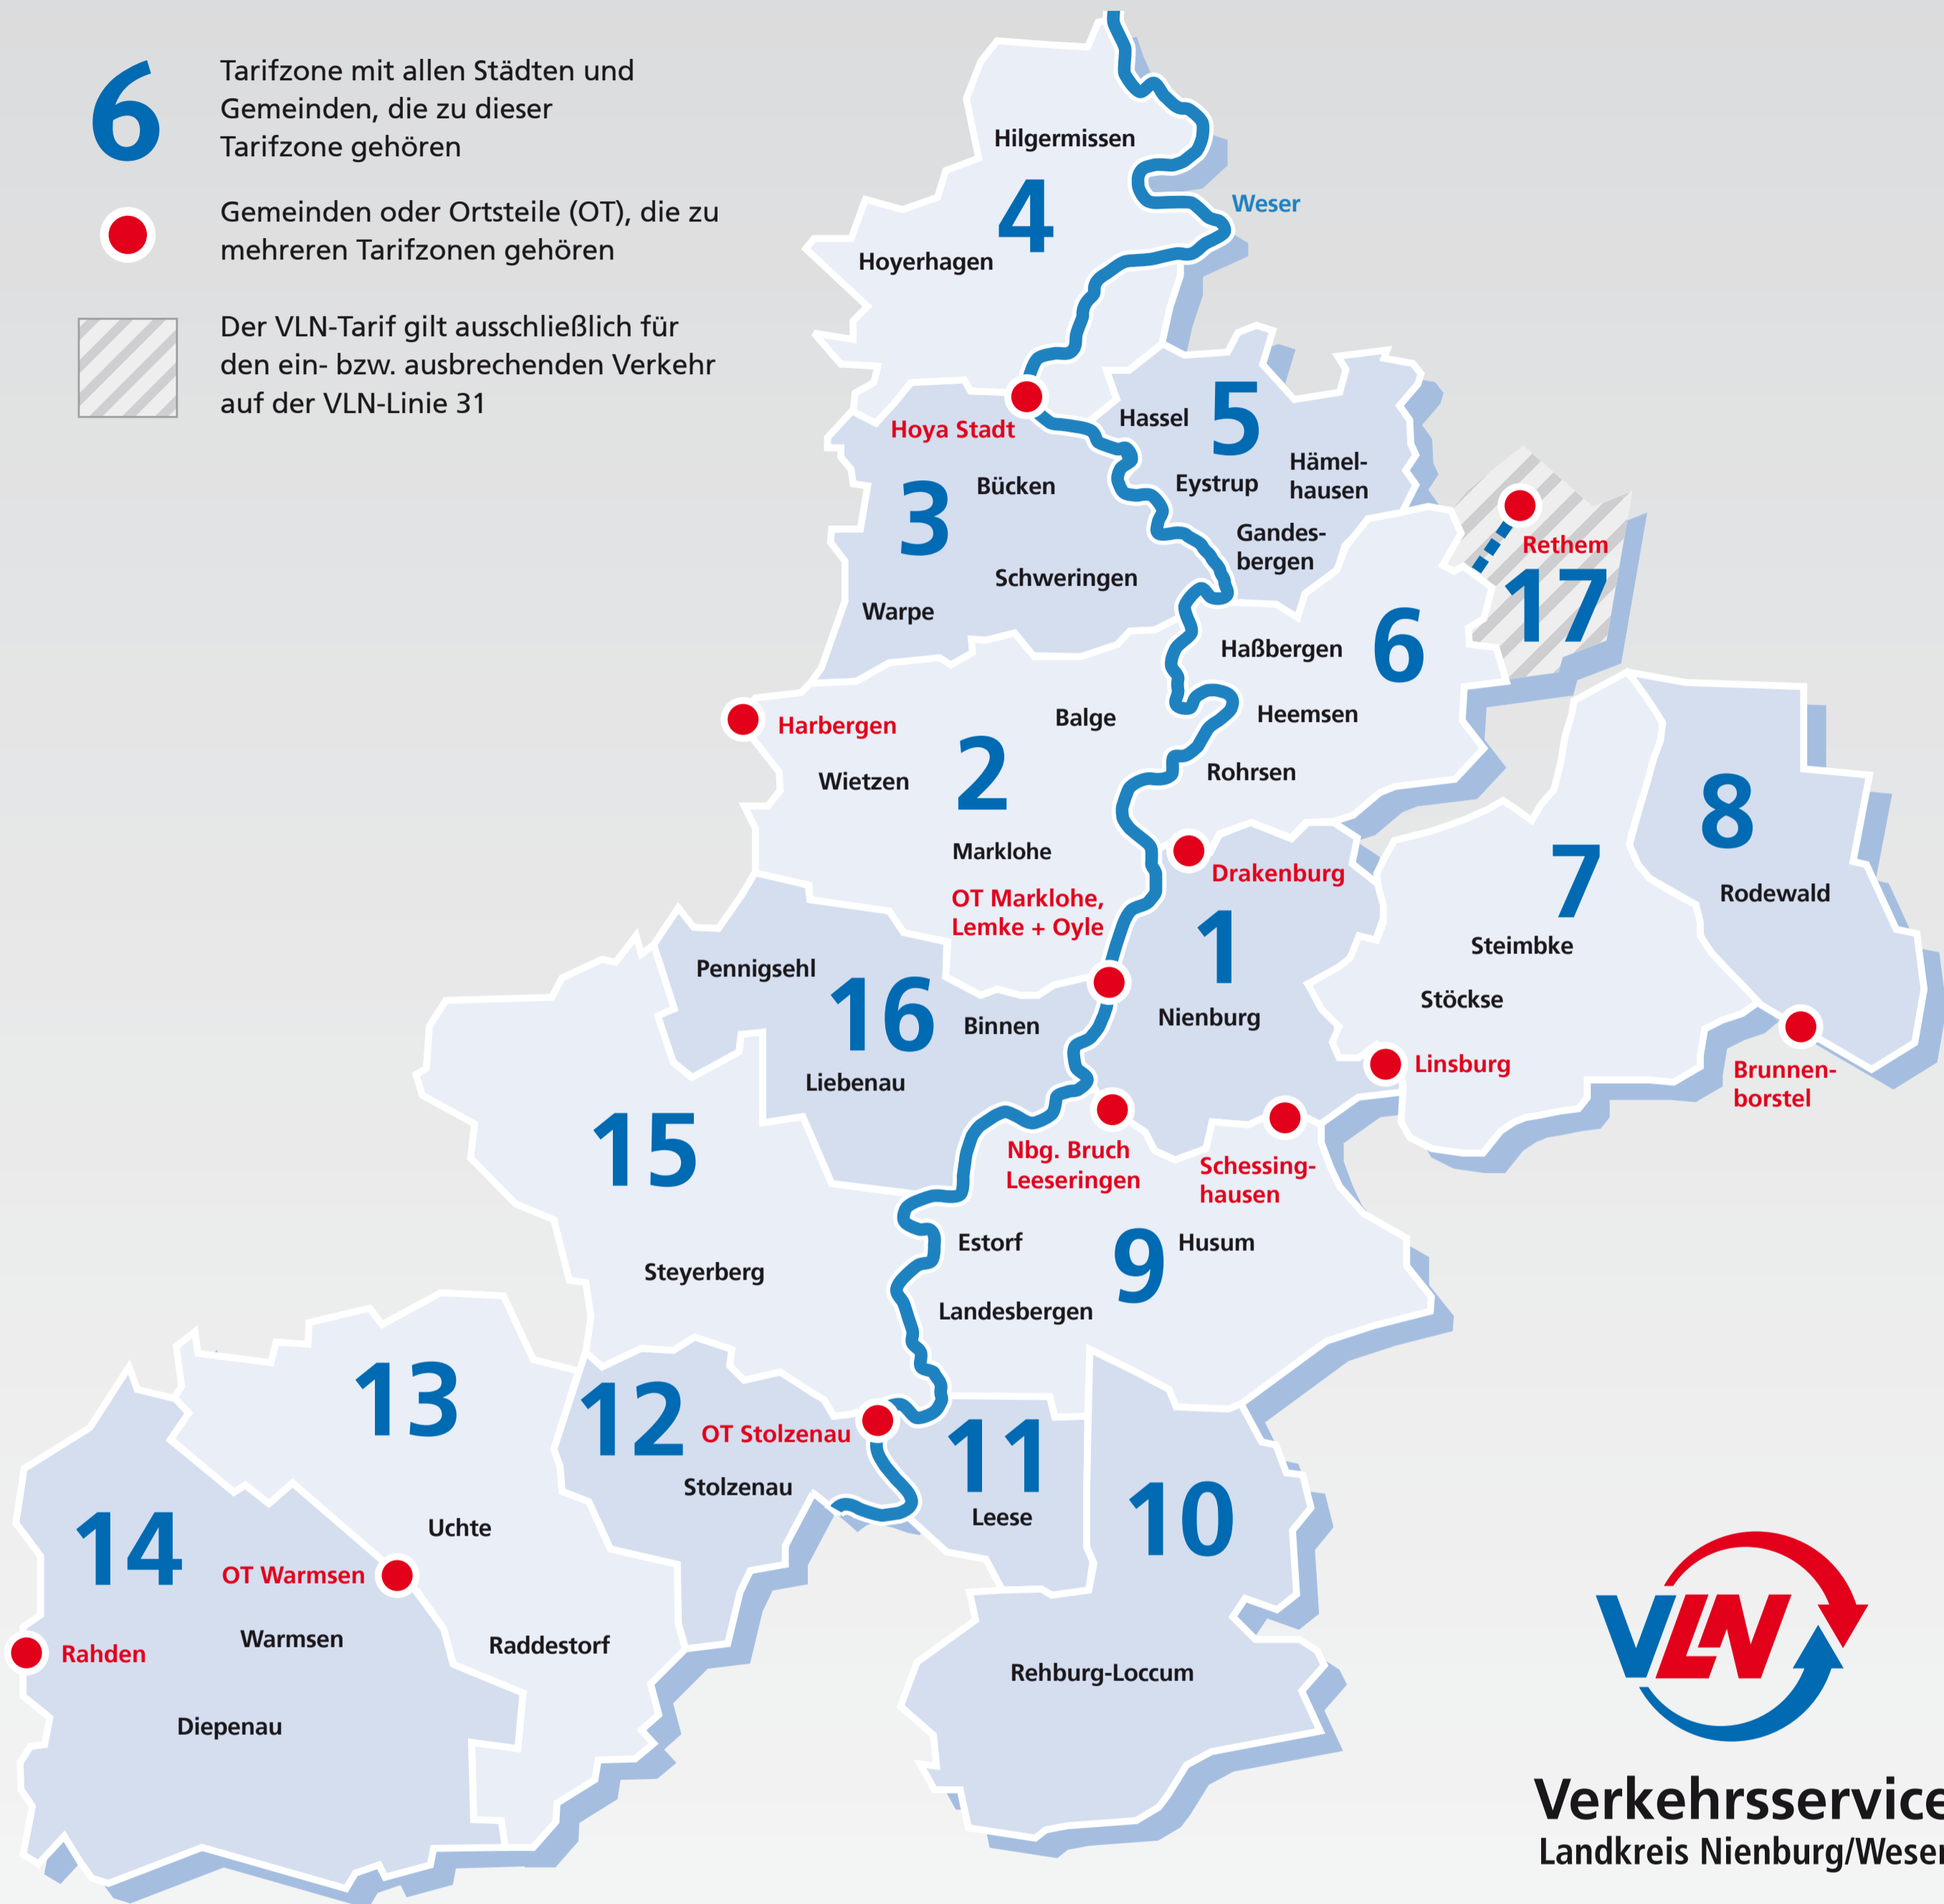 6
Tarifzone mit allen Städten und
Gemeinden, die zu dieser
Tarifzone gehören
Gemeinden oder Ortsteile (OT), die zu
mehreren Tarifzonen gehören
Der VLN-Tarif gilt ausschließlich für
den ein- bzw. ausbrechenden Verkehr
auf der VLN-Linie 31
Hilgermissen
4
Weser
Hoyerhagen
Hoya Stadt
Hassel
5
Hämel-
hausen
Eystrup
Gandes-
bergen
3
Bücken
Schweringen
Warpe
Rethem
17
Haßbergen
6
Heemsen
Rohrsen
Harbergen
Balge
2
Wietzen
Marklohe
OT Marklohe,
Lemke + Oyle
Drakenburg
1
Nienburg
8
Rodewald
7
Steimbke
Stöckse
Linsburg
Brunnen-
borstel
Pennigsehl
16
Binnen
Liebenau
Nbg. Bruch
Leeseringen
Schessing-
hausen
15
Steyerberg
Estorf
9
Husum
Landesbergen
13
12
OT Stolzenau
Stolzenau
11
Leese
10
Rehburg-Loccum
14
Uchte
OT Warmsen
Warmsen
Raddestorf
Rahden
Diepenau
VLN
Verkehrsservice
Landkreis Nienburg/Weser